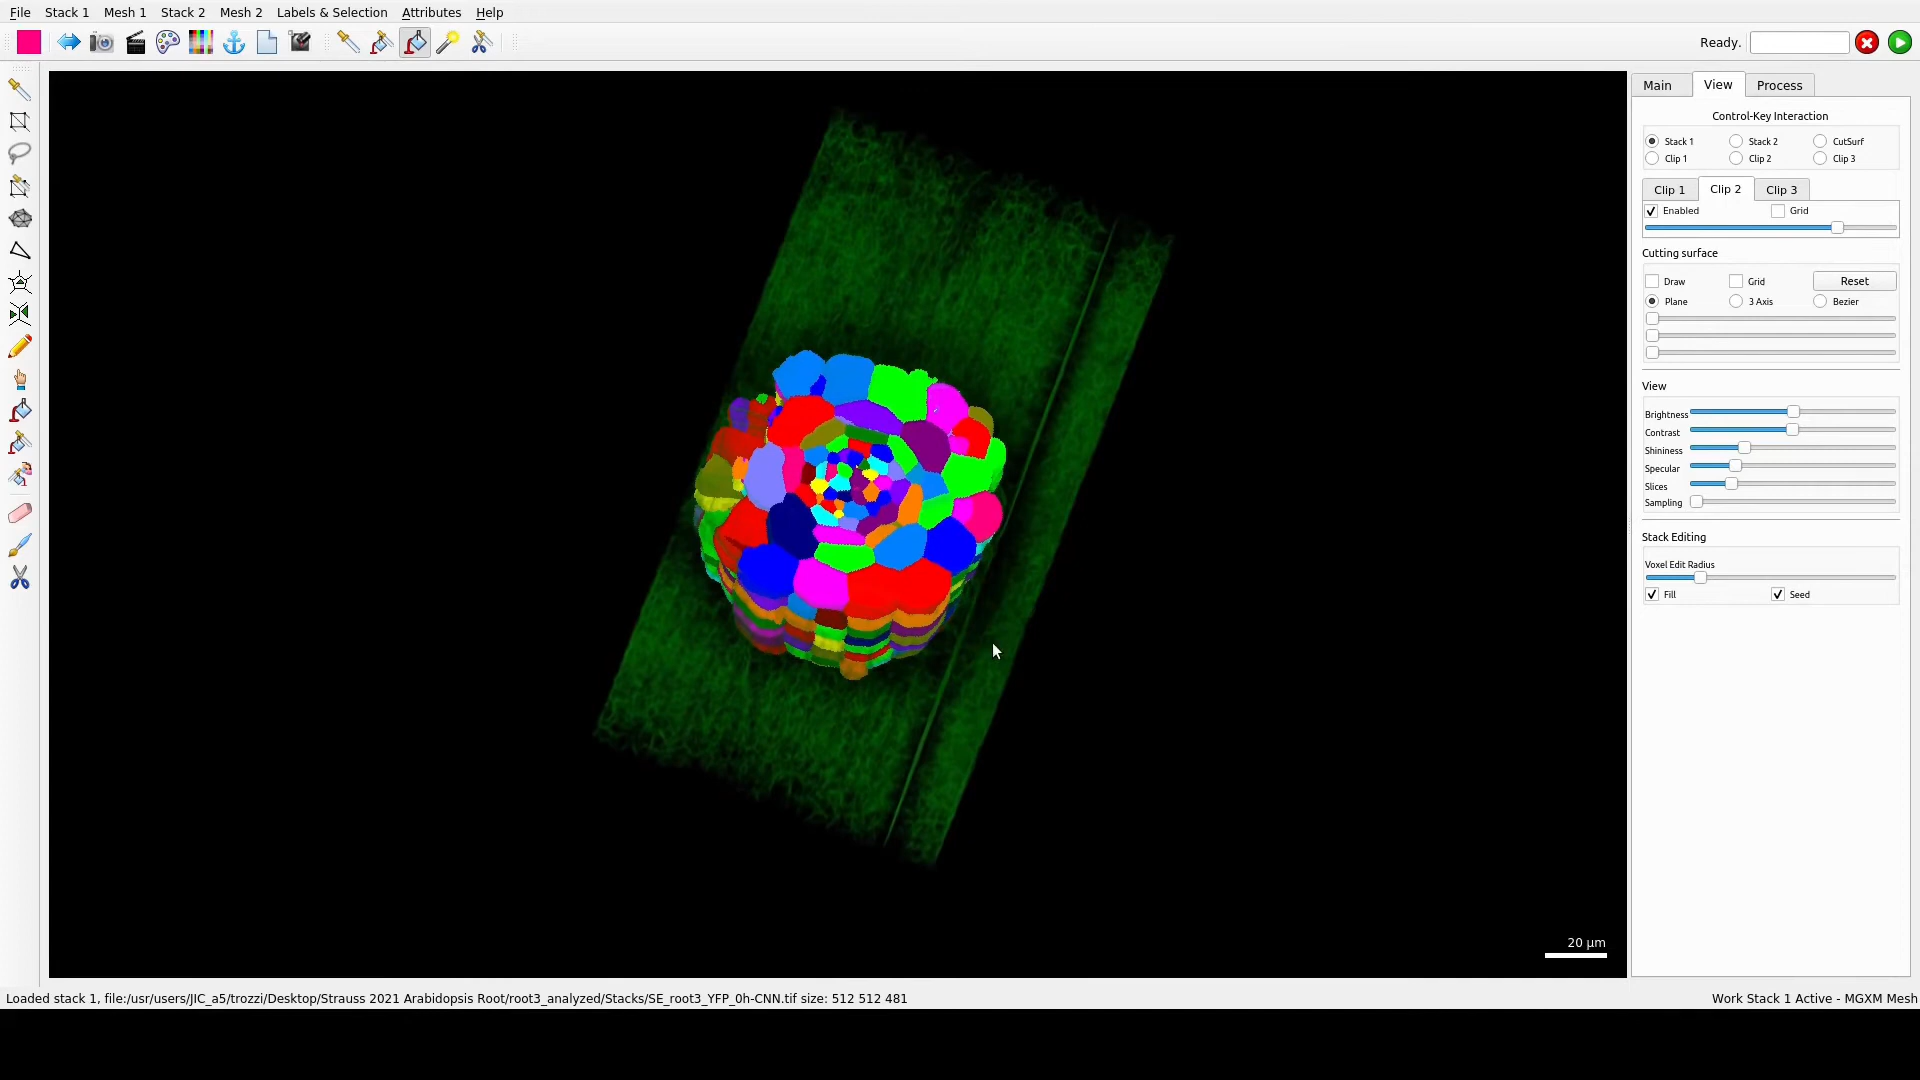 File Stack 1 Mesh 1 Stack 2 Mesh 2 Labels & Selection Attributes Help
Ready.
Main View Process
Control-Key Interaction
Stack 1 Stack 2 CutSurf
Clip 1 Clip 2 Clip 3
Clip 1 Clip 2 Clip 3
Enabled Grid
Cutting surface
Draw Grid Reset
Plane 3 Axis Bezier
View
Brightness
Contrast
Shininess
Specular
Slices
Sampling
Stack Editing
Voxel Edit Radius
Fill Seed
20 µm
Loaded stack 1, file:/usr/users/JIC_a5/trozzi/Desktop/Strauss 2021 Arabidopsis Root/root3_analyzed/Stacks/SE_root3_YFP_0h-CNN.tif size: 512 512 481
Work Stack 1 Active - MGXM Mesh